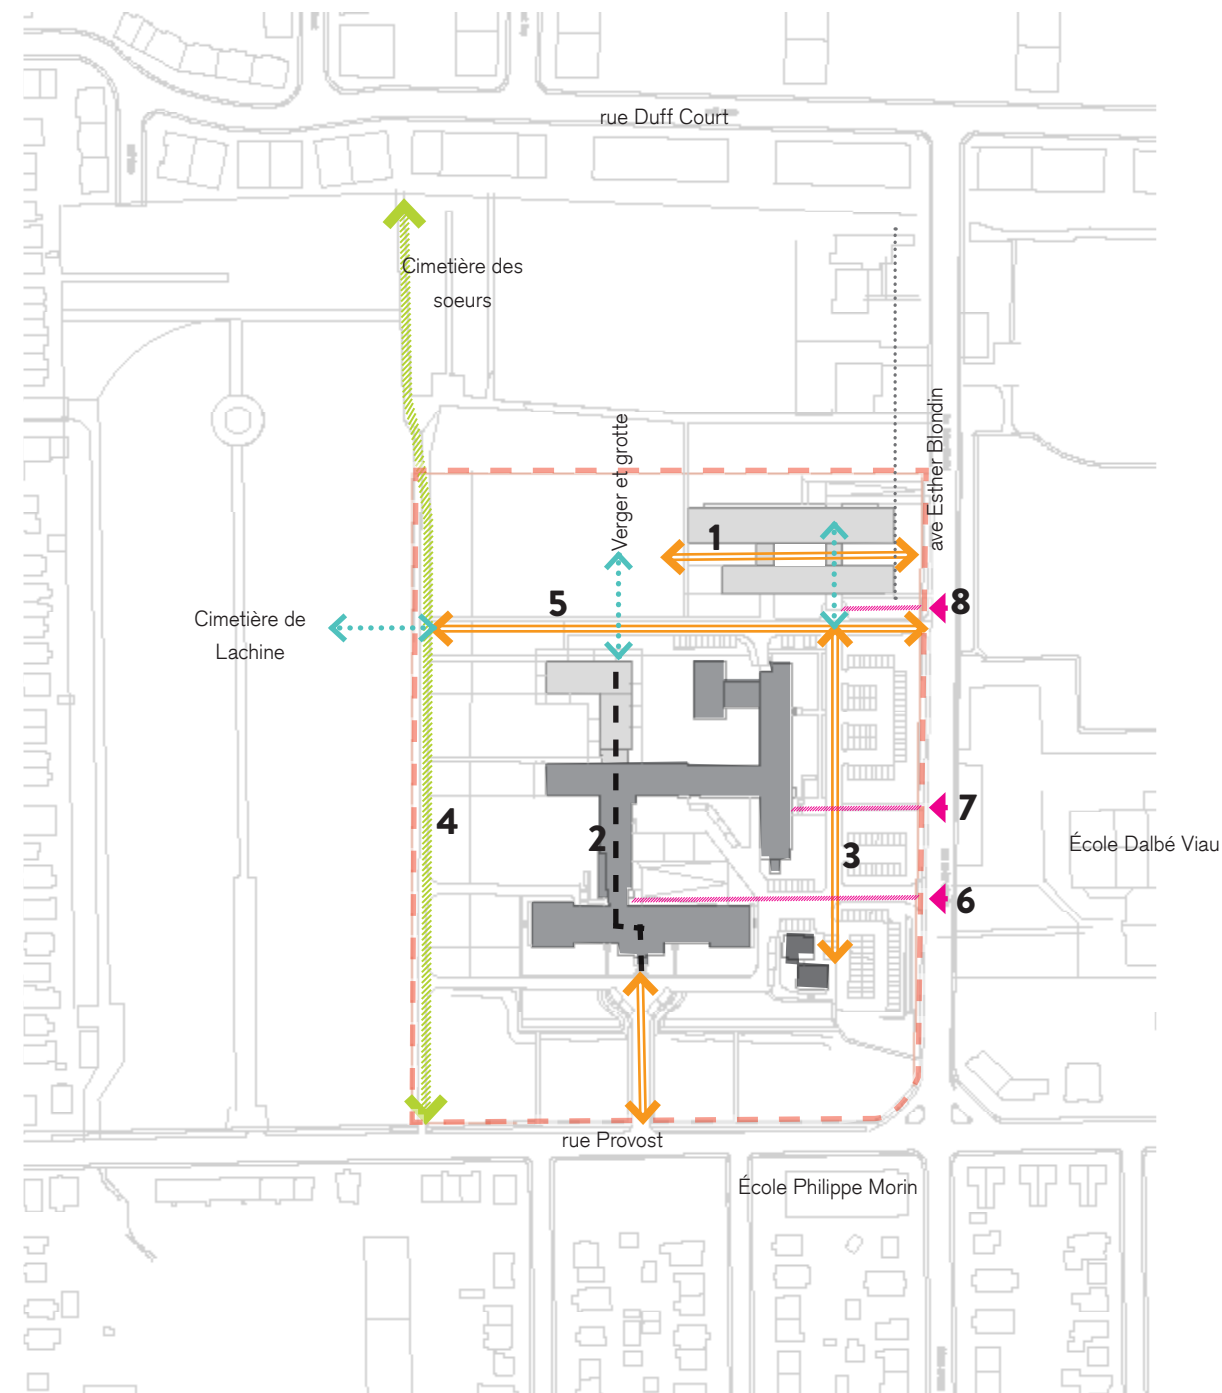 rue Duff Court
Cimetière des
soeurs
Verger et grotte
ave Esther Blondin
1
8
5
Cimetière de
Lachine
7
4
2
3
École Dalbé Viau
6
rue Provost
École Philippe Morin